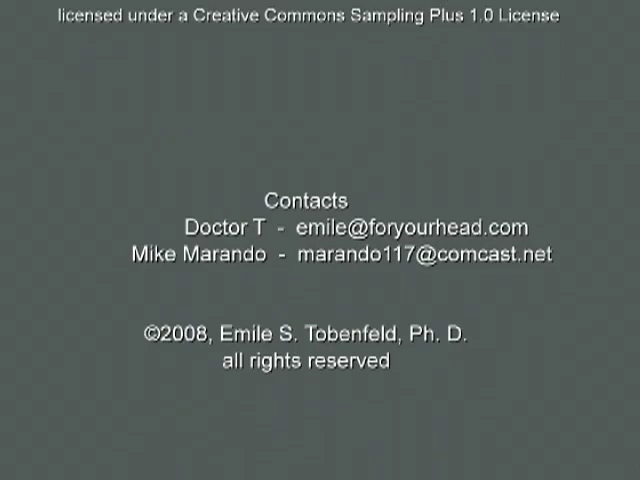 licensed under a Creative Commons Sampling Plus 1.0 License
Contacts
Doctor T - emile@foryourhead.com
Mike Marando - marando117@comcast.net
©2008, Emile S. Tobenfeld, Ph. D.
all rights reserved